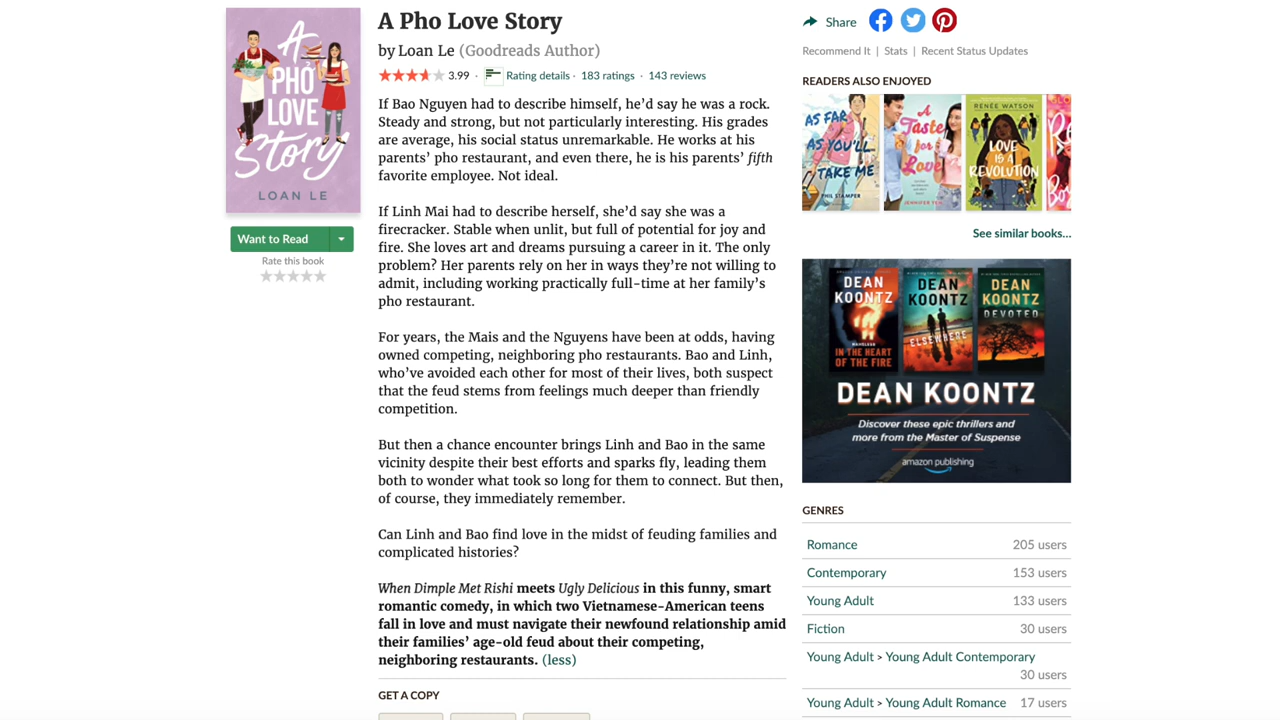 A
PHỞ
LOVE
Story
LOAN LE
Want to Read
Rate this book
A Pho Love Story
by Loan Le (Goodreads Author)
3.99 Rating details · 183 ratings · 143 reviews
If Bao Nguyen had to describe himself, he’d say he was a rock.
Steady and strong, but not particularly interesting. His grades
are average, his social status unremarkable. He works at his
parents’ pho restaurant, and even there, he is his parents’ fifth
favorite employee. Not ideal.
If Linh Mai had to describe herself, she’d say she was a
firecracker. Stable when unlit, but full of potential for joy and
fire. She loves art and dreams pursuing a career in it. The only
problem? Her parents rely on her in ways they’re not willing to
admit, including working practically full-time at her family’s
pho restaurant.
For years, the Mais and the Nguyens have been at odds, having
owned competing, neighboring pho restaurants. Bao and Linh,
who’ve avoided each other for most of their lives, both suspect
that the feud stems from feelings much deeper than friendly
competition.
But then a chance encounter brings Linh and Bao in the same
vicinity despite their best efforts and sparks fly, leading them
both to wonder what took so long for them to connect. But then,
of course, they immediately remember.
Can Linh and Bao find love in the midst of feuding families and
complicated histories?
When Dimple Met Rishi meets Ugly Delicious in this funny, smart
romantic comedy, in which two Vietnamese-American teens
fall in love and must navigate their newfound relationship amid
their families’ age-old feud about their competing,
neighboring restaurants. (less)
GET A COPY
Share
Recommend It | Stats | Recent Status Updates
READERS ALSO ENJOYED
AS FAR
AS YOU'LL
TAKE ME
PHIL STAMPER
A
Taste
for
Love
RENÉE WATSON
LOVE
IS A
REVOLUTION
See similar books…
DEAN
KOONTZ
NAMELESS
IN THE HEART
OF THE FIRE
DEAN
KOONTZ
ELSEWHERE
DEAN
KOONTZ
DEVOTED
DEAN KOONTZ
Discover these epic thrillers and
more from the Master of Suspense
amazon publishing
GENRES
Romance 205 users
Contemporary 153 users
Young Adult 133 users
Fiction 30 users
Young Adult > Young Adult Contemporary
30 users
Young Adult > Young Adult Romance 17 users